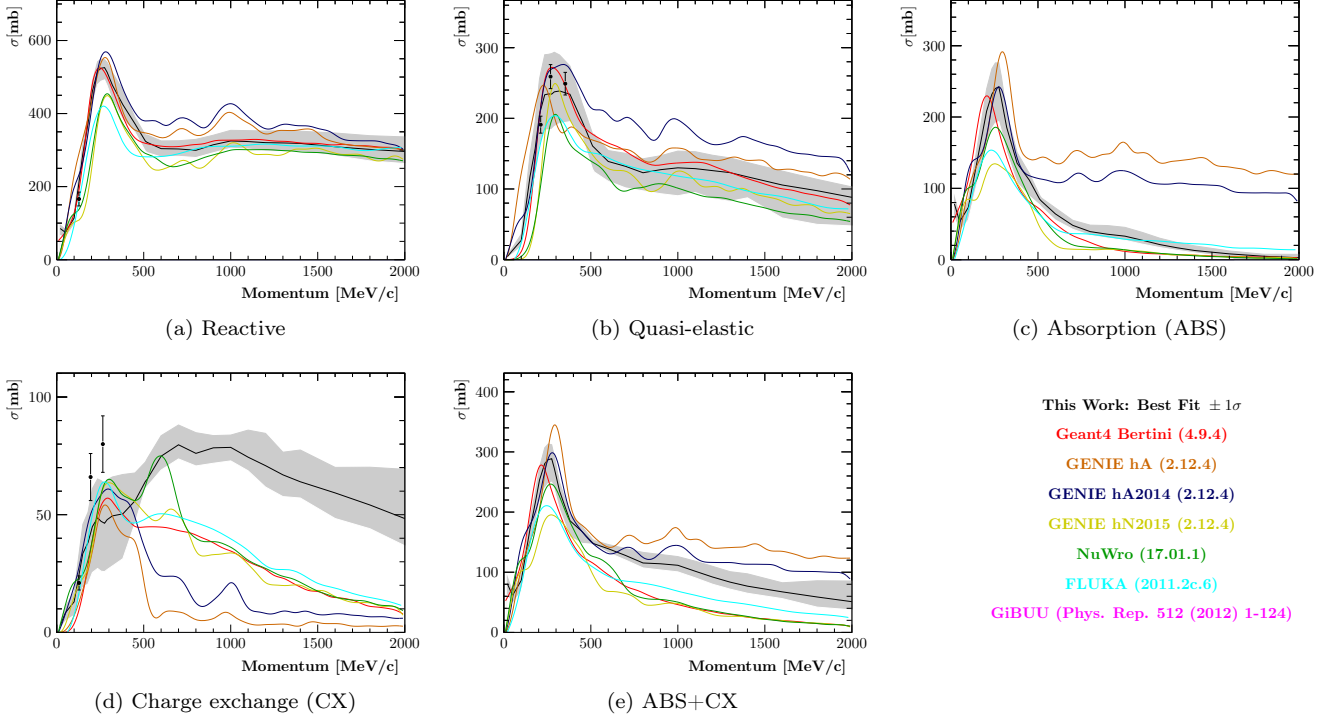 σ[mb]
600
400
200
0
0 500 1000 1500 2000
Momentum [MeV/c]
(a) Reactive
σ[mb]
300
200
100
0
0 500 1000 1500 2000
Momentum [MeV/c]
(b) Quasi-elastic
σ[mb]
300
200
100
0
0 500 1000 1500 2000
Momentum [MeV/c]
(c) Absorption (ABS)
σ[mb]
100
50
0
0 500 1000 1500 2000
Momentum [MeV/c]
(d) Charge exchange (CX)
σ[mb]
400
300
200
100
0
0 500 1000 1500 2000
Momentum [MeV/c]
(e) ABS+CX
This Work: Best Fit ± 1σ
Geant4 Bertini (4.9.4)
GENIE hA (2.12.4)
GENIE hA2014 (2.12.4)
GENIE hN2015 (2.12.4)
NuWro (17.01.1)
FLUKA (2011.2c.6)
GiBUU (Phys. Rep. 512 (2012) 1-124)